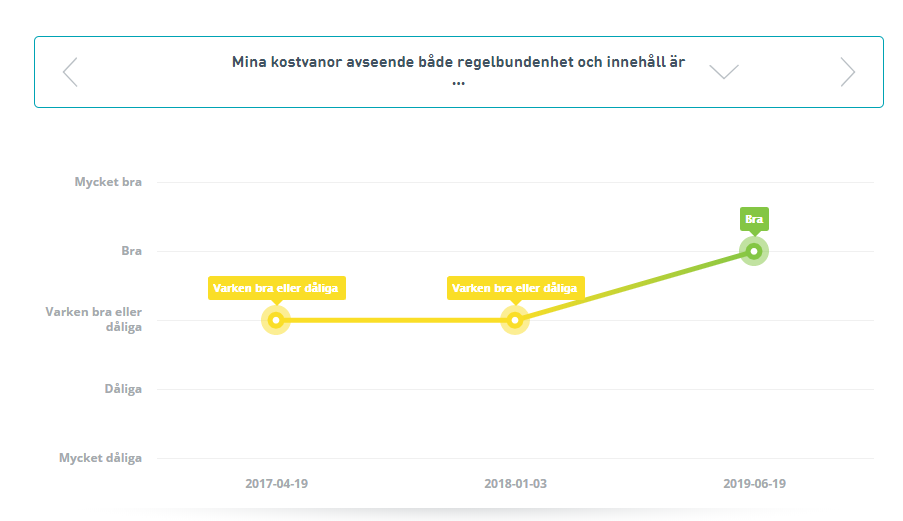 Mina kostvanor avseende både regelbundenhet och innehåll är
...
Mycket bra
Bra
Bra
Varken bra eller dåliga
Varken bra eller dåliga
Varken bra eller
dåliga
Dåliga
Mycket dåliga
2017-04-19
2018-01-03
2019-06-19